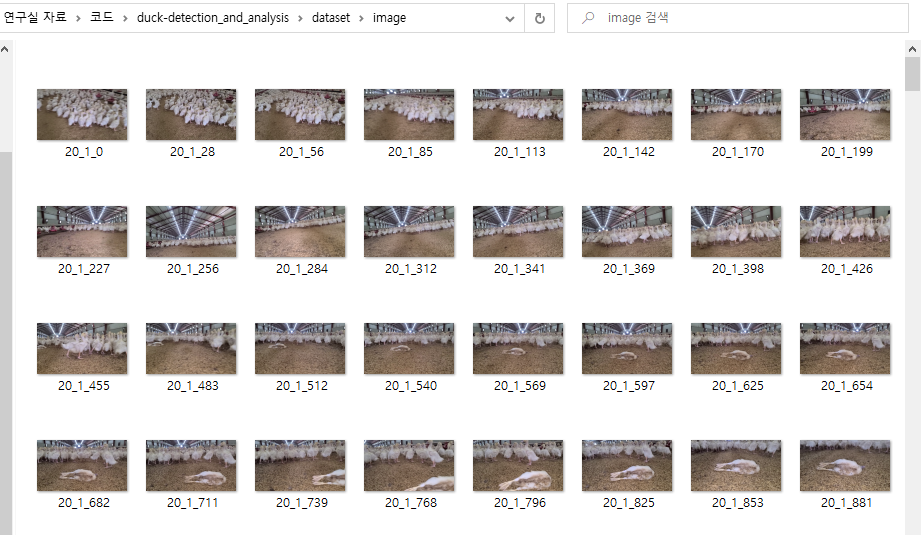 연구실 자료 > 코드 > duck-detection_and_analysis > dataset > image
image 검색
20_1_0 20_1_28 20_1_56 20_1_85 20_1_113 20_1_142 20_1_170 20_1_199
20_1_227 20_1_256 20_1_284 20_1_312 20_1_341 20_1_369 20_1_398 20_1_426
20_1_455 20_1_483 20_1_512 20_1_540 20_1_569 20_1_597 20_1_625 20_1_654
20_1_682 20_1_711 20_1_739 20_1_768 20_1_796 20_1_825 20_1_853 20_1_881